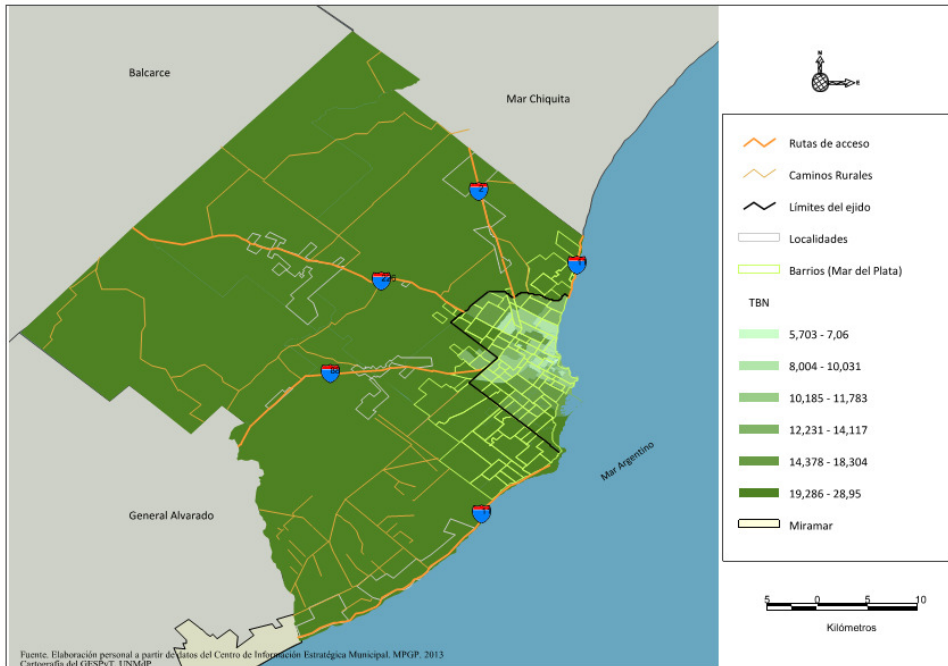 Balcarce
Mar Chiquita
General Alvarado
Mar Argentino
2
11
11
N
E
Rutas de acceso
Caminos Rurales
Límites del ejido
Localidades
Barrios (Mar del Plata)
TBN
5,703 - 7,06
8,004 - 10,031
10,185 - 11,783
12,231 - 14,117
14,378 - 18,304
19,286 - 28,95
Miramar
5 0 5 10
Kilómetros
Fuente. Elaboración personal a partir de datos del Centro de Información Estratégica Municipal. MPGP. 2013
Cartografía del GESPyT. UNMdP